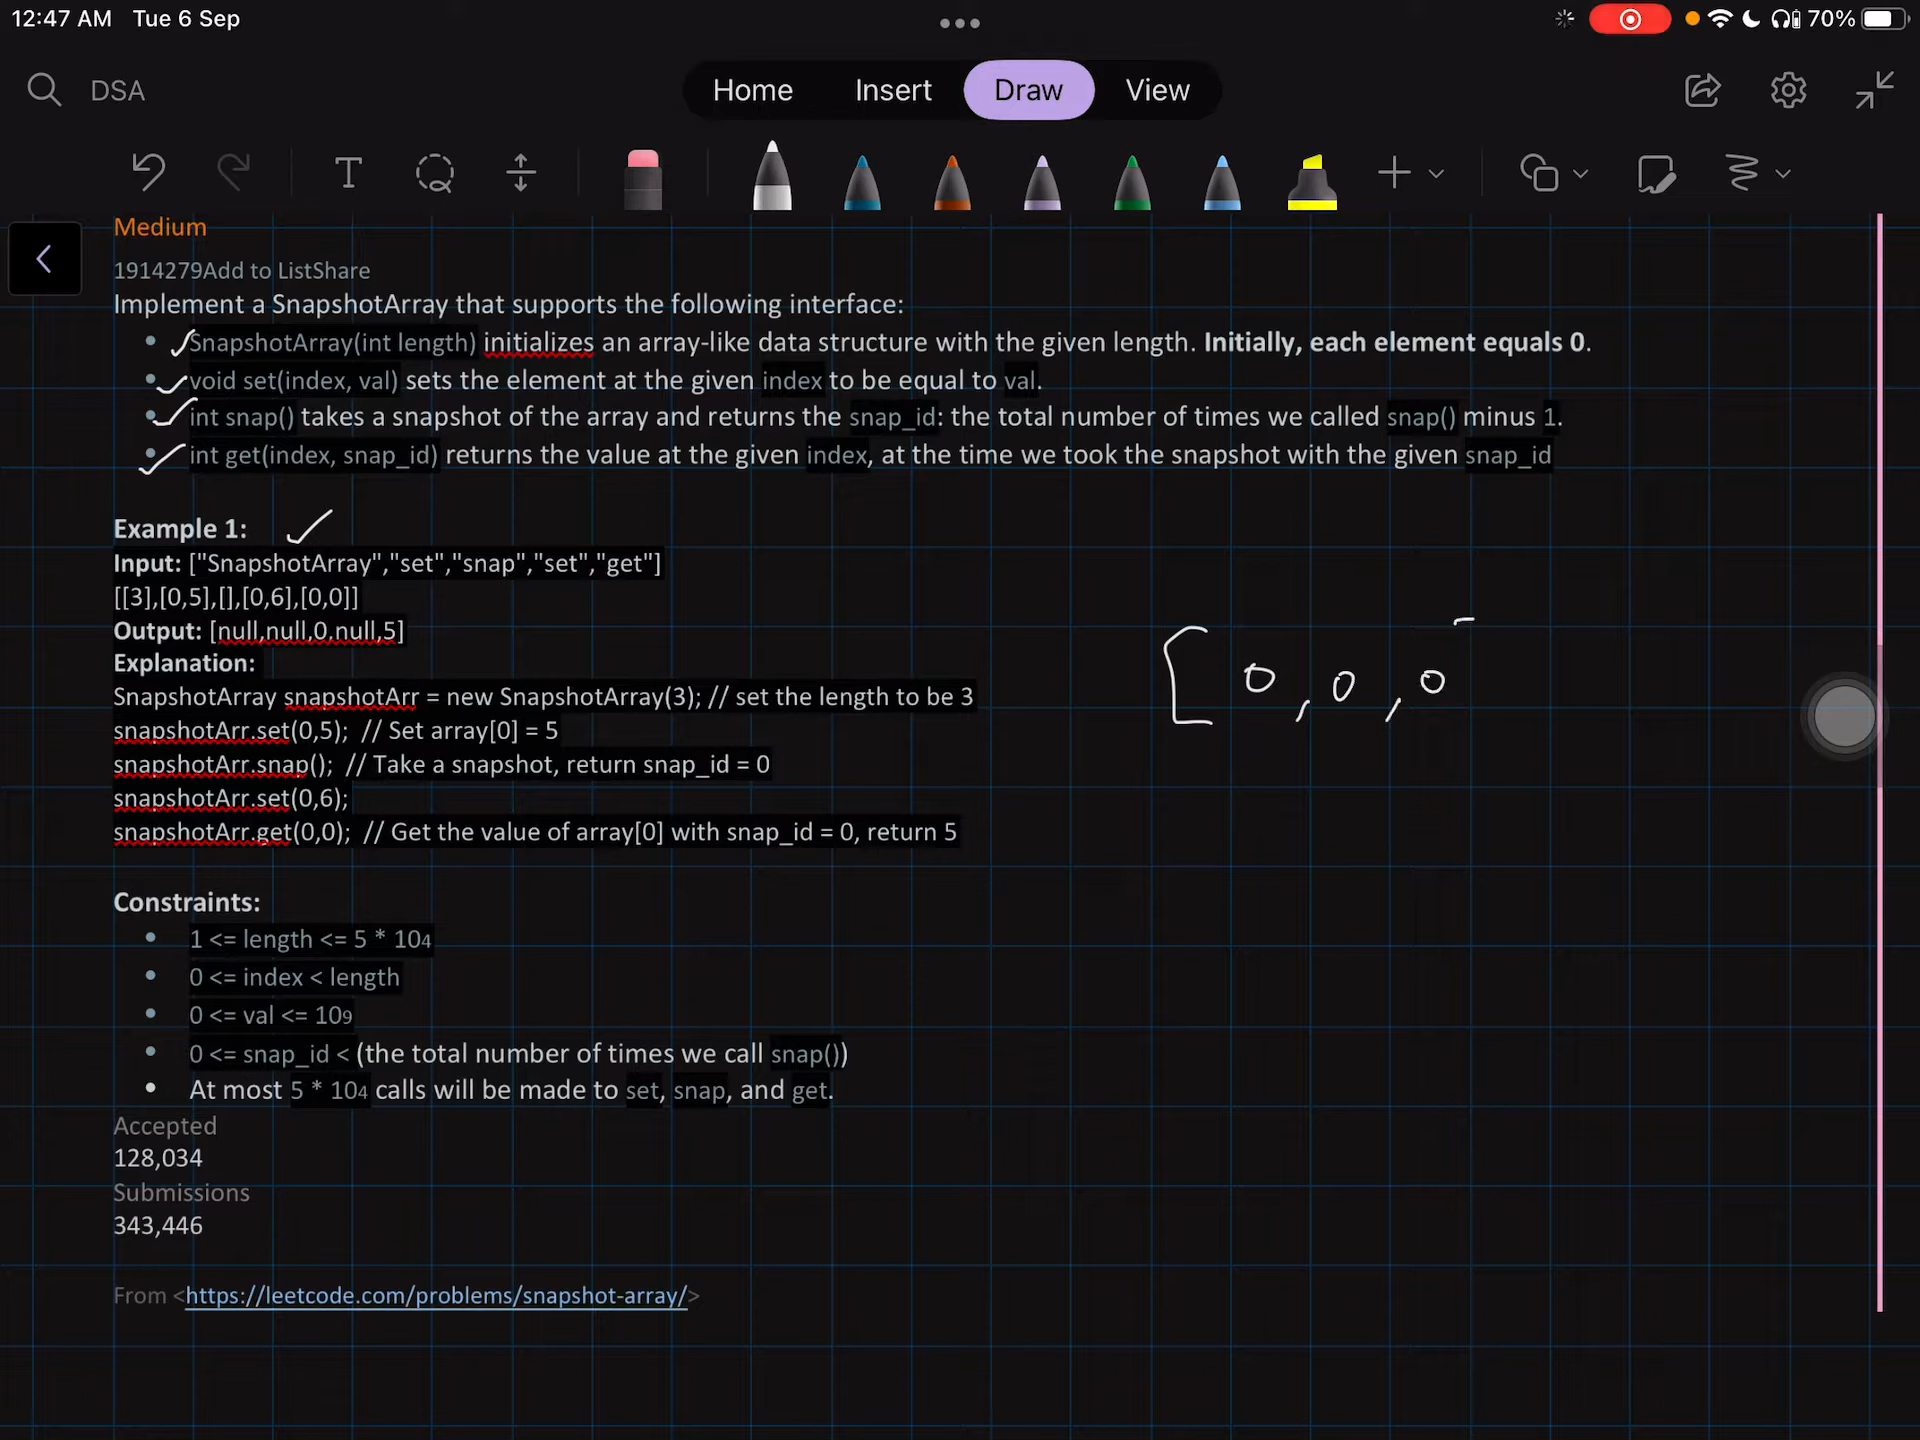 12:47 AM Tue 6 Sep 70%
DSA Home Insert Draw View
Medium
1914279Add to ListShare
Implement a SnapshotArray that supports the following interface:
• SnapshotArray(int length) initializes an array-like data structure with the given length. Initially, each element equals 0.
• void set(index, val) sets the element at the given index to be equal to val.
• int snap() takes a snapshot of the array and returns the snap_id: the total number of times we called snap() minus 1.
• int get(index, snap_id) returns the value at the given index, at the time we took the snapshot with the given snap_id
Example 1:
Input: ["SnapshotArray","set","snap","set","get"]
[[3],[0,5],[],[0,6],[0,0]]
Output: [null,null,0,null,5]
Explanation:
SnapshotArray snapshotArr = new SnapshotArray(3); // set the length to be 3
snapshotArr.set(0,5);  // Set array[0] = 5
snapshotArr.snap();  // Take a snapshot, return snap_id = 0
snapshotArr.set(0,6);
snapshotArr.get(0,0);  // Get the value of array[0] with snap_id = 0, return 5
[ 0 , 0 , 0
Constraints:
• 1 <= length <= 5 * 104
• 0 <= index < length
• 0 <= val <= 109
• 0 <= snap_id < (the total number of times we call snap())
• At most 5 * 104 calls will be made to set, snap, and get.
Accepted
128,034
Submissions
343,446
From <https://leetcode.com/problems/snapshot-array/>